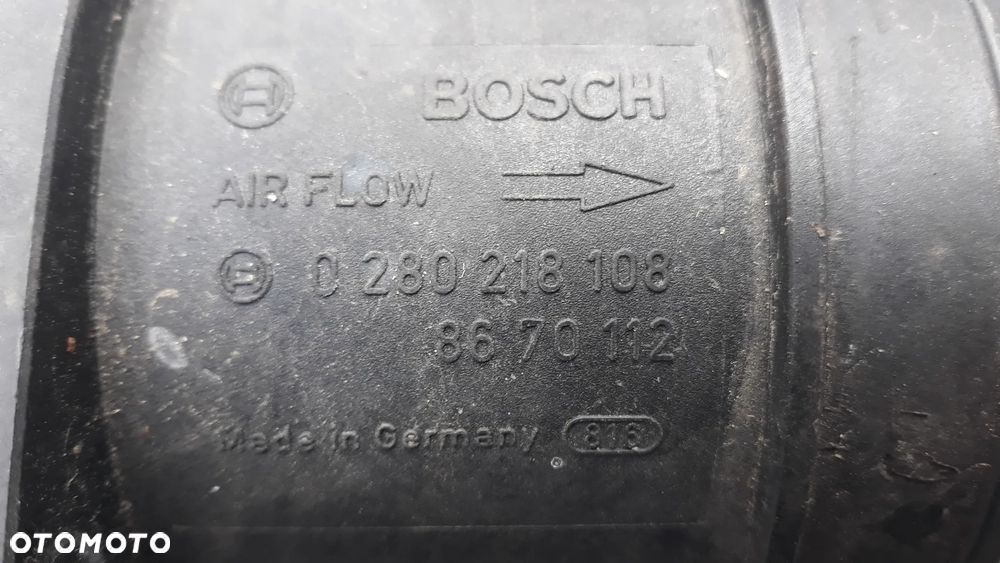 BOSCH
AIR FLOW
0 280 218 108
86 70 112
Made in Germany 816
OTOMOTO